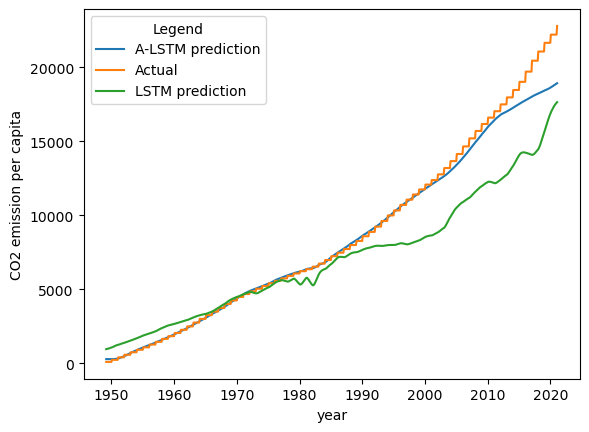 Legend
A-LSTM prediction
Actual
LSTM prediction
CO2 emission per capita
20000
15000
10000
5000
0
1950 1960 1970 1980 1990 2000 2010 2020
year